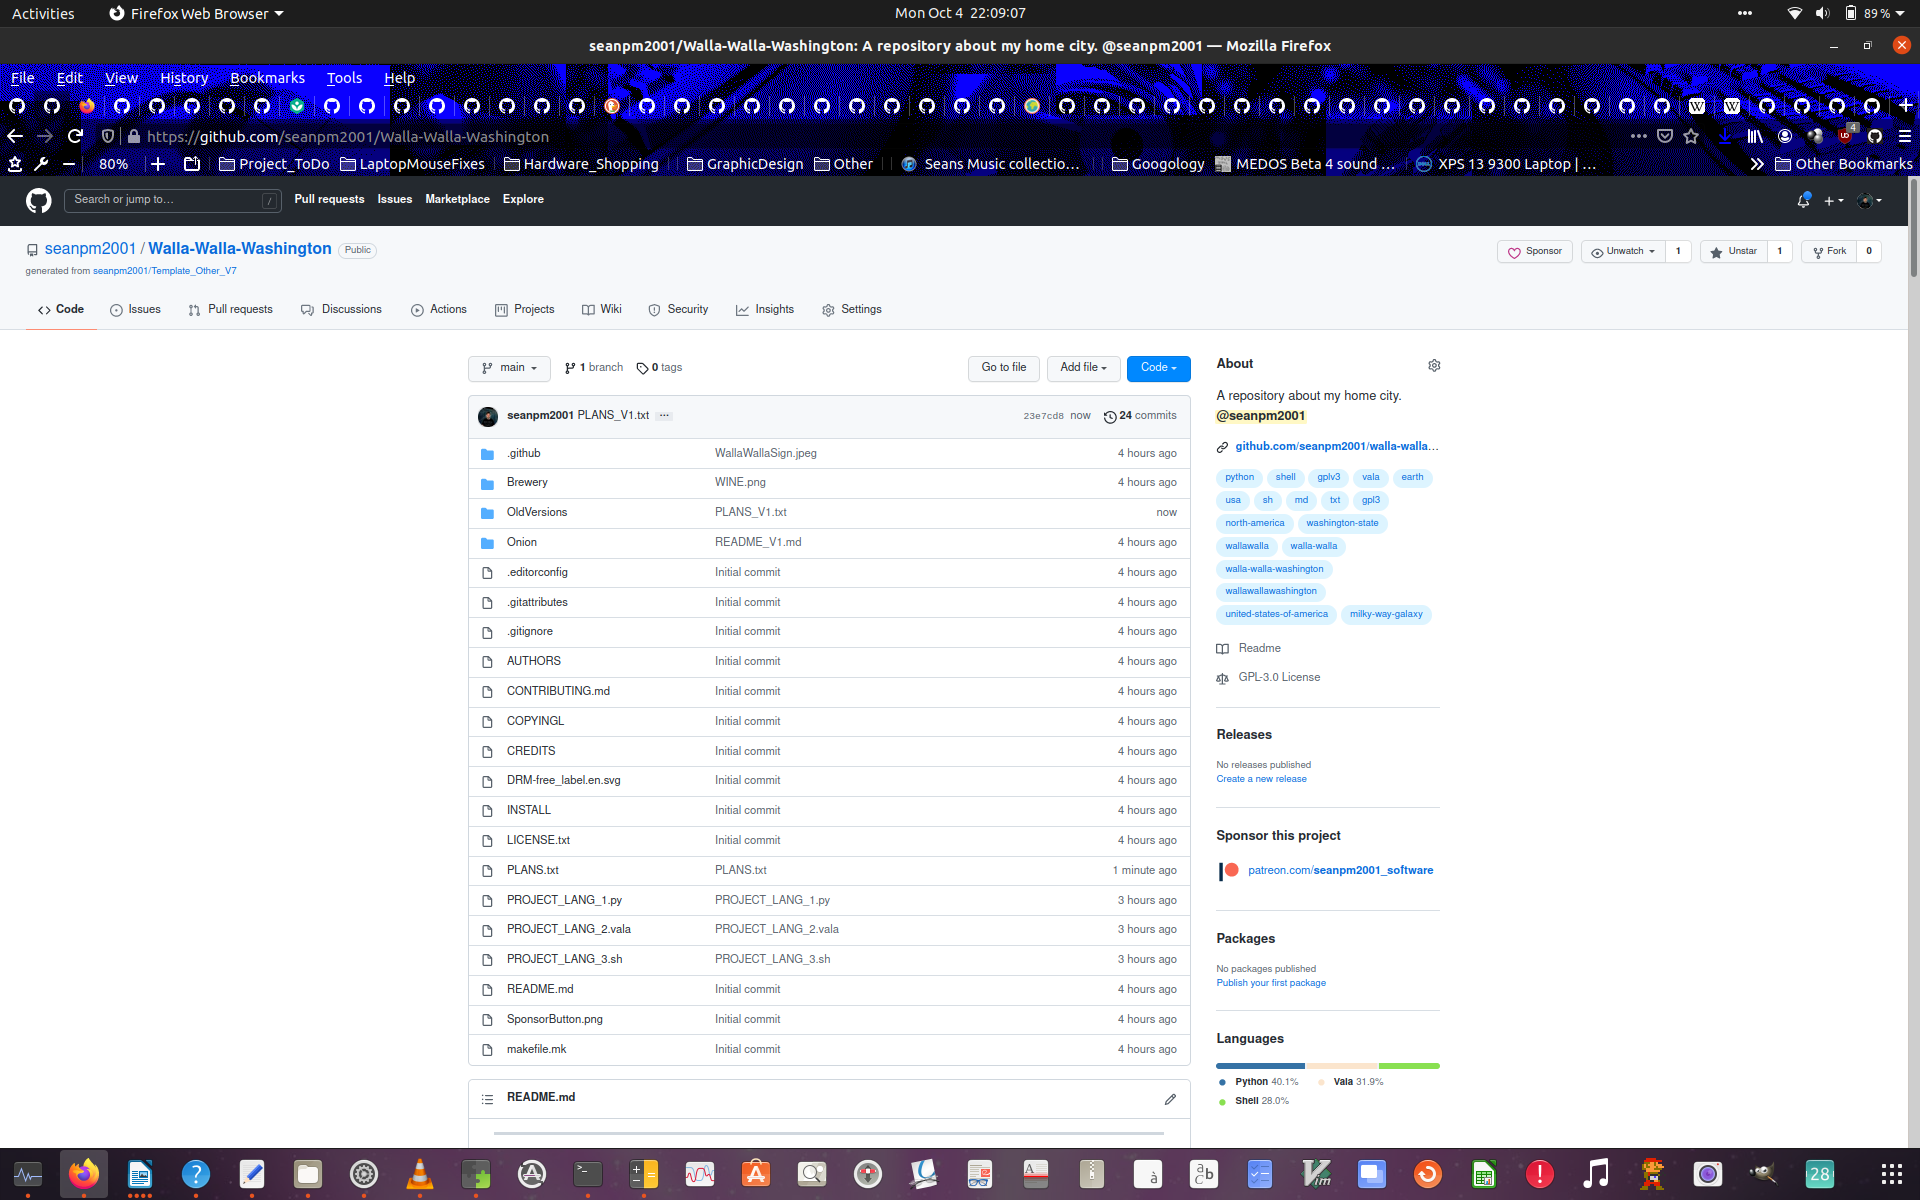 Activities Firefox Web Browser Mon Oct 4 22:09:07 89 %
seanpm2001/Walla-Walla-Washington: A repository about my home city. @seanpm2001 — Mozilla Firefox
File Edit View History Bookmarks Tools Help
https://github.com/seanpm2001/Walla-Walla-Washington 4
80% Project_ToDo LaptopMouseFixes Hardware_Shopping GraphicDesign Other Seans Music collectio… Googology MEDOS Beta 4 sound … XPS 13 9300 Laptop | … Other Bookmarks
Search or jump to… / Pull requests Issues Marketplace Explore
seanpm2001 / Walla-Walla-Washington Public Sponsor Unwatch 1 Unstar 1 Fork 0
generated from seanpm2001/Template_Other_V7
Code Issues Pull requests Discussions Actions Projects Wiki Security Insights Settings
main 1 branch 0 tags Go to file Add file Code
seanpm2001 PLANS_V1.txt … 23e7cd8 now 24 commits
.github WallaWallaSign.jpeg 4 hours ago
Brewery WINE.png 4 hours ago
OldVersions PLANS_V1.txt now
Onion README_V1.md 4 hours ago
.editorconfig Initial commit 4 hours ago
.gitattributes Initial commit 4 hours ago
.gitignore Initial commit 4 hours ago
AUTHORS Initial commit 4 hours ago
CONTRIBUTING.md Initial commit 4 hours ago
COPYINGL Initial commit 4 hours ago
CREDITS Initial commit 4 hours ago
DRM-free_label.en.svg Initial commit 4 hours ago
INSTALL Initial commit 4 hours ago
LICENSE.txt Initial commit 4 hours ago
PLANS.txt PLANS.txt 1 minute ago
PROJECT_LANG_1.py PROJECT_LANG_1.py 3 hours ago
PROJECT_LANG_2.vala PROJECT_LANG_2.vala 3 hours ago
PROJECT_LANG_3.sh PROJECT_LANG_3.sh 3 hours ago
README.md Initial commit 4 hours ago
SponsorButton.png Initial commit 4 hours ago
makefile.mk Initial commit 4 hours ago
README.md
About
A repository about my home city.
@seanpm2001
github.com/seanpm2001/walla-walla…
python shell gplv3 vala earth
usa sh md txt gpl3
north-america washington-state
wallawalla walla-walla
walla-walla-washington
wallawallawashington
united-states-of-america milky-way-galaxy
Readme
GPL-3.0 License
Releases
No releases published
Create a new release
Sponsor this project
patreon.com/seanpm2001_software
Packages
No packages published
Publish your first package
Languages
Python 40.1% Vala 31.9%
Shell 28.0%
28